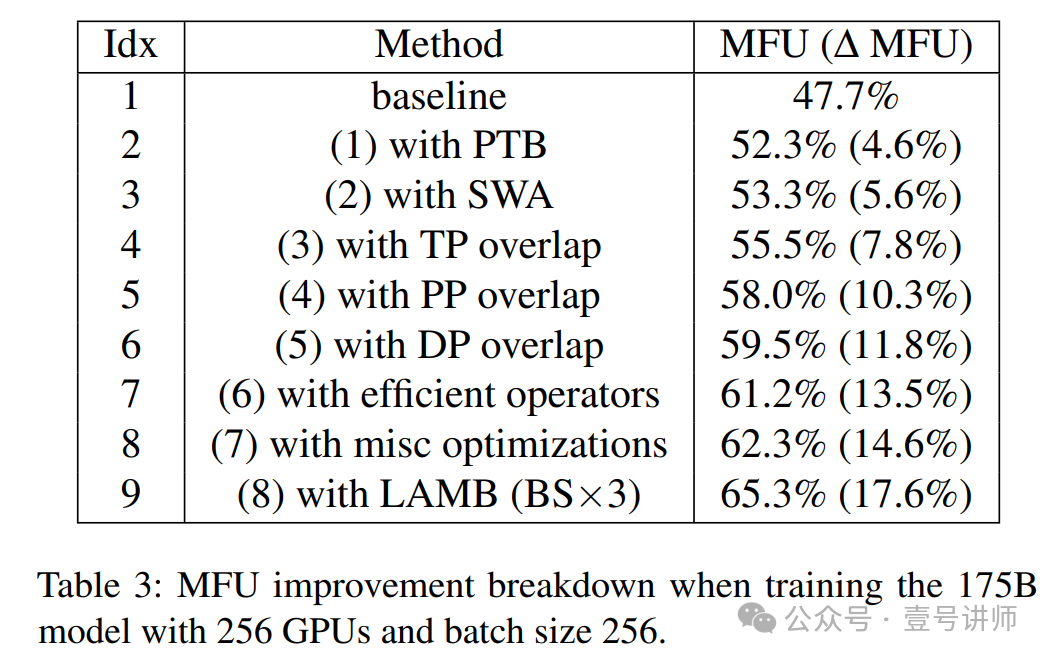 Idx Method MFU (Δ MFU)
1 baseline 47.7%
2 (1) with PTB 52.3% (4.6%)
3 (2) with SWA 53.3% (5.6%)
4 (3) with TP overlap 55.5% (7.8%)
5 (4) with PP overlap 58.0% (10.3%)
6 (5) with DP overlap 59.5% (11.8%)
7 (6) with efficient operators 61.2% (13.5%)
8 (7) with misc optimizations 62.3% (14.6%)
9 (8) with LAMB (BS×3) 65.3% (17.6%)
Table 3: MFU improvement breakdown when training the 175B
model with 256 GPUs and batch size 256.
公众号 · 壹号讲师